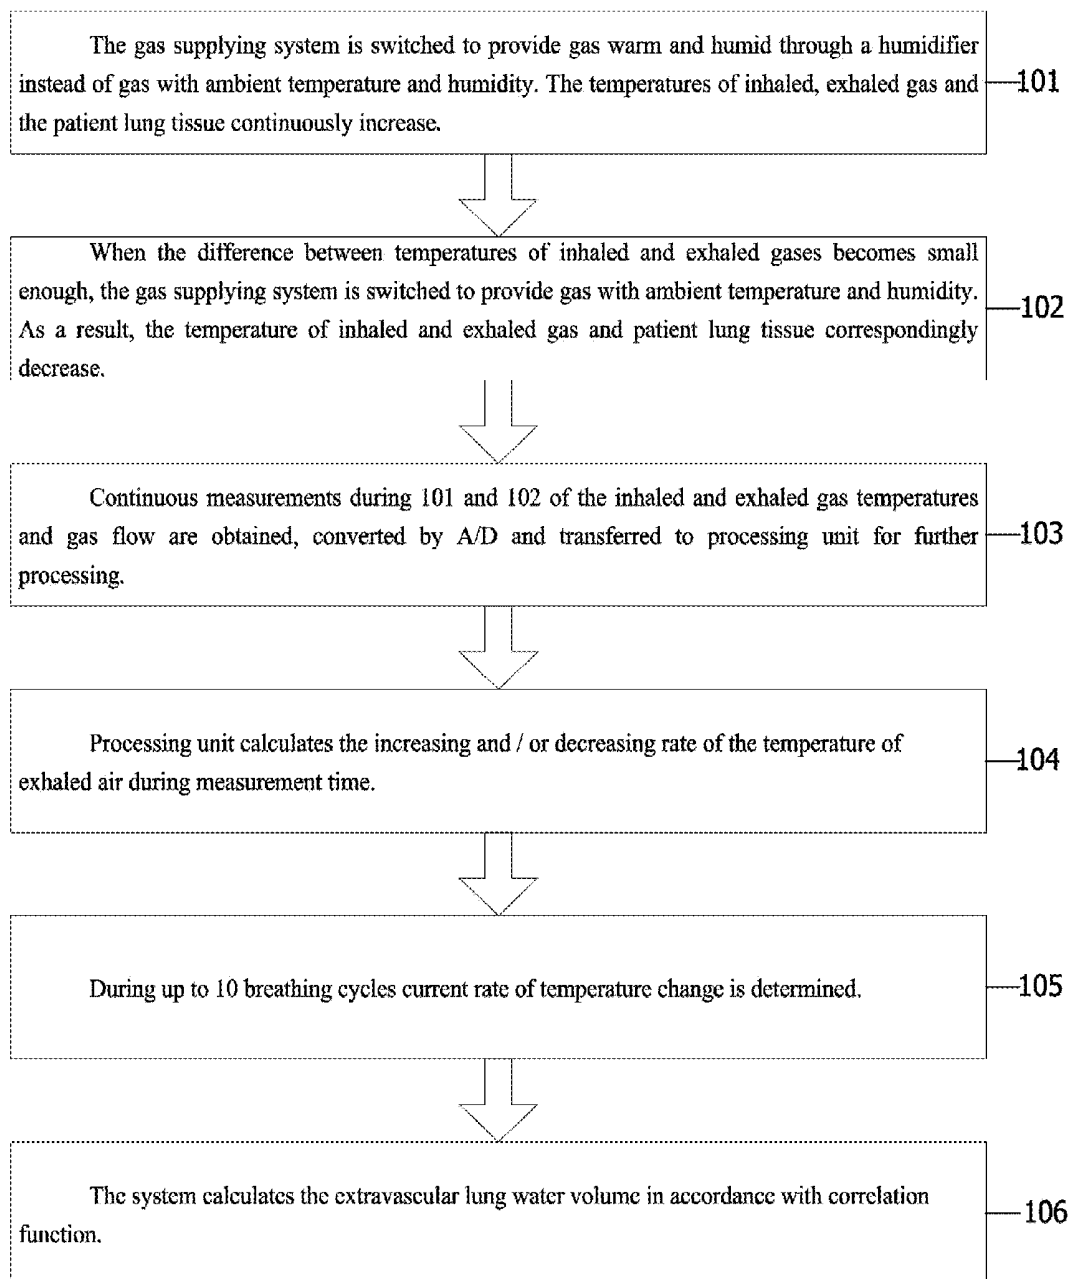 The gas supplying system is switched to provide gas warm and humid through a humidifier
instead of gas with ambient temperature and humidity. The temperatures of inhaled, exhaled gas and
the patient lung tissue continuously increase.
101
When the difference between temperatures of inhaled and exhaled gases becomes small
enough, the gas supplying system is switched to provide gas with ambient temperature and humidity.
As a result, the temperature of inhaled and exhaled gas and patient lung tissue correspondingly
decrease.
102
Continuous measurements during 101 and 102 of the inhaled and exhaled gas temperatures
and gas flow are obtained, converted by A/D and transferred to processing unit for further
processing.
103
Processing unit calculates the increasing and / or decreasing rate of the temperature of
exhaled air during measurement time.
104
During up to 10 breathing cycles current rate of temperature change is determined.
105
The system calculates the extravascular lung water volume in accordance with correlation
function.
106